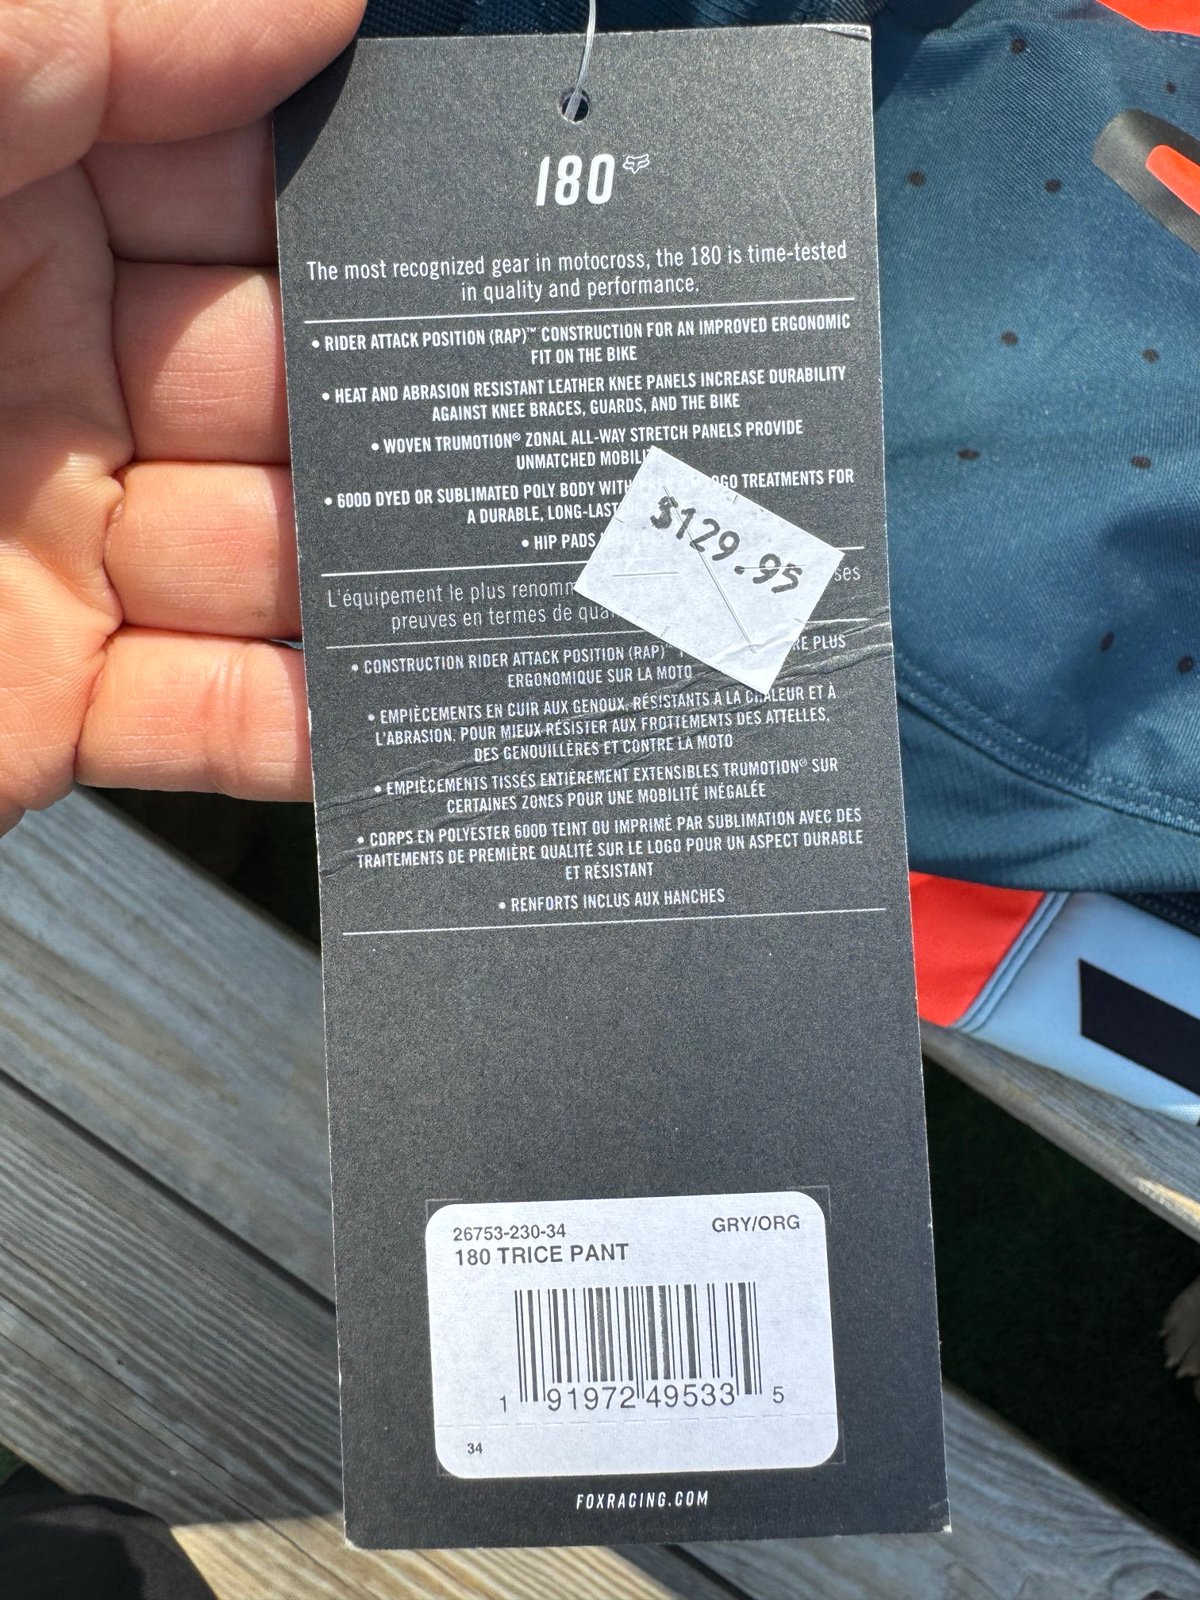 180
The most recognized gear in motocross, the 180 is time-tested
in quality and performance.
• RIDER ATTACK POSITION (RAP)™ CONSTRUCTION FOR AN IMPROVED ERGONOMIC
FIT ON THE BIKE
• HEAT AND ABRASION RESISTANT LEATHER KNEE PANELS INCREASE DURABILITY
AGAINST KNEE BRACES, GUARDS, AND THE BIKE
• WOVEN TRUMOTION® ZONAL ALL-WAY STRETCH PANELS PROVIDE
UNMATCHED
• 600D DYED OR SUBLIMATED POLY BODY WITH TREATMENTS FOR
A DURABLE,
• HIP PADS
$129.95
L'équipement le plus
preuves en termes de
• CONSTRUCTION RIDER ATTACK POSITION (RAP) PLUS
ERGONOMIQUE SUR LA MOTO
• EMPIÈCEMENTS EN CUIR AUX GENOUX, RÉSISTANTS À LA CHALEUR ET À
L'ABRASION, POUR MIEUX RÉSISTER AUX FROTTEMENTS DES ATTELLES,
DES GENOUILLÈRES ET CONTRE LA MOTO
• EMPIÈCEMENTS TISSÉS ENTIÈREMENT EXTENSIBLES TRUMOTION® SUR
CERTAINES ZONES POUR UNE MOBILITÉ INÉGALÉE
• CORPS EN POLYESTER 600D TEINT OU IMPRIMÉ PAR SUBLIMATION AVEC DES
TRAITEMENTS DE PREMIÈRE QUALITÉ SUR LE LOGO POUR UN ASPECT DURABLE
ET RÉSISTANT
• RENFORTS INCLUS AUX HANCHES
26753-230-34 GRY/ORG
180 TRICE PANT
1 91972 49533 5
34
FOXRACING.COM